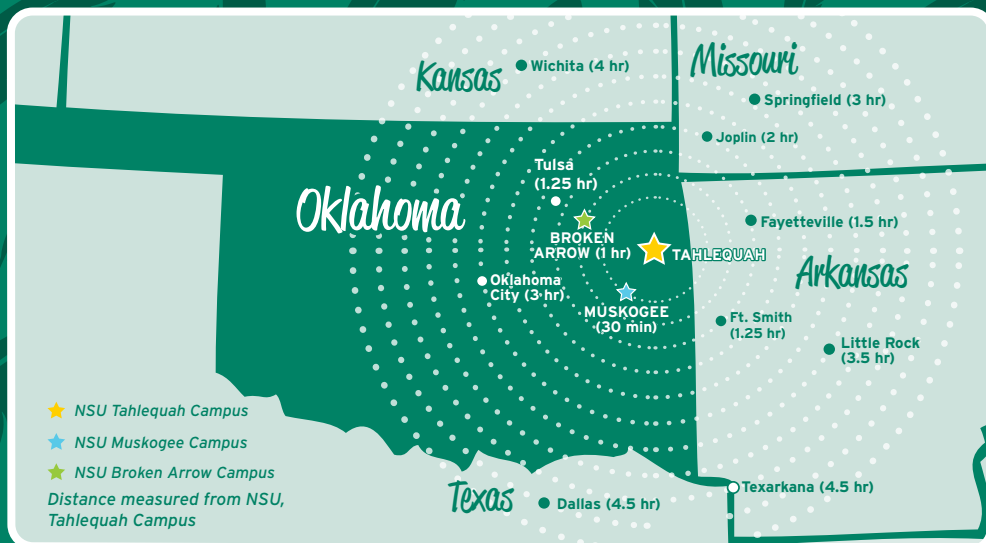 Kansas
Wichita (4 hr)
Missouri
Springfield (3 hr)
Joplin (2 hr)
Oklahoma
Tulsa
(1.25 hr)
BROKEN
ARROW (1 hr)
TAHLEQUAH
Fayetteville (1.5 hr)
Arkansas
Oklahoma
City (3 hr)
MUSKOGEE
(30 min)
Ft. Smith
(1.25 hr)
Little Rock
(3.5 hr)
NSU Tahlequah Campus
NSU Muskogee Campus
NSU Broken Arrow Campus
Distance measured from NSU,
Tahlequah Campus
Texas
Dallas (4.5 hr)
Texarkana (4.5 hr)